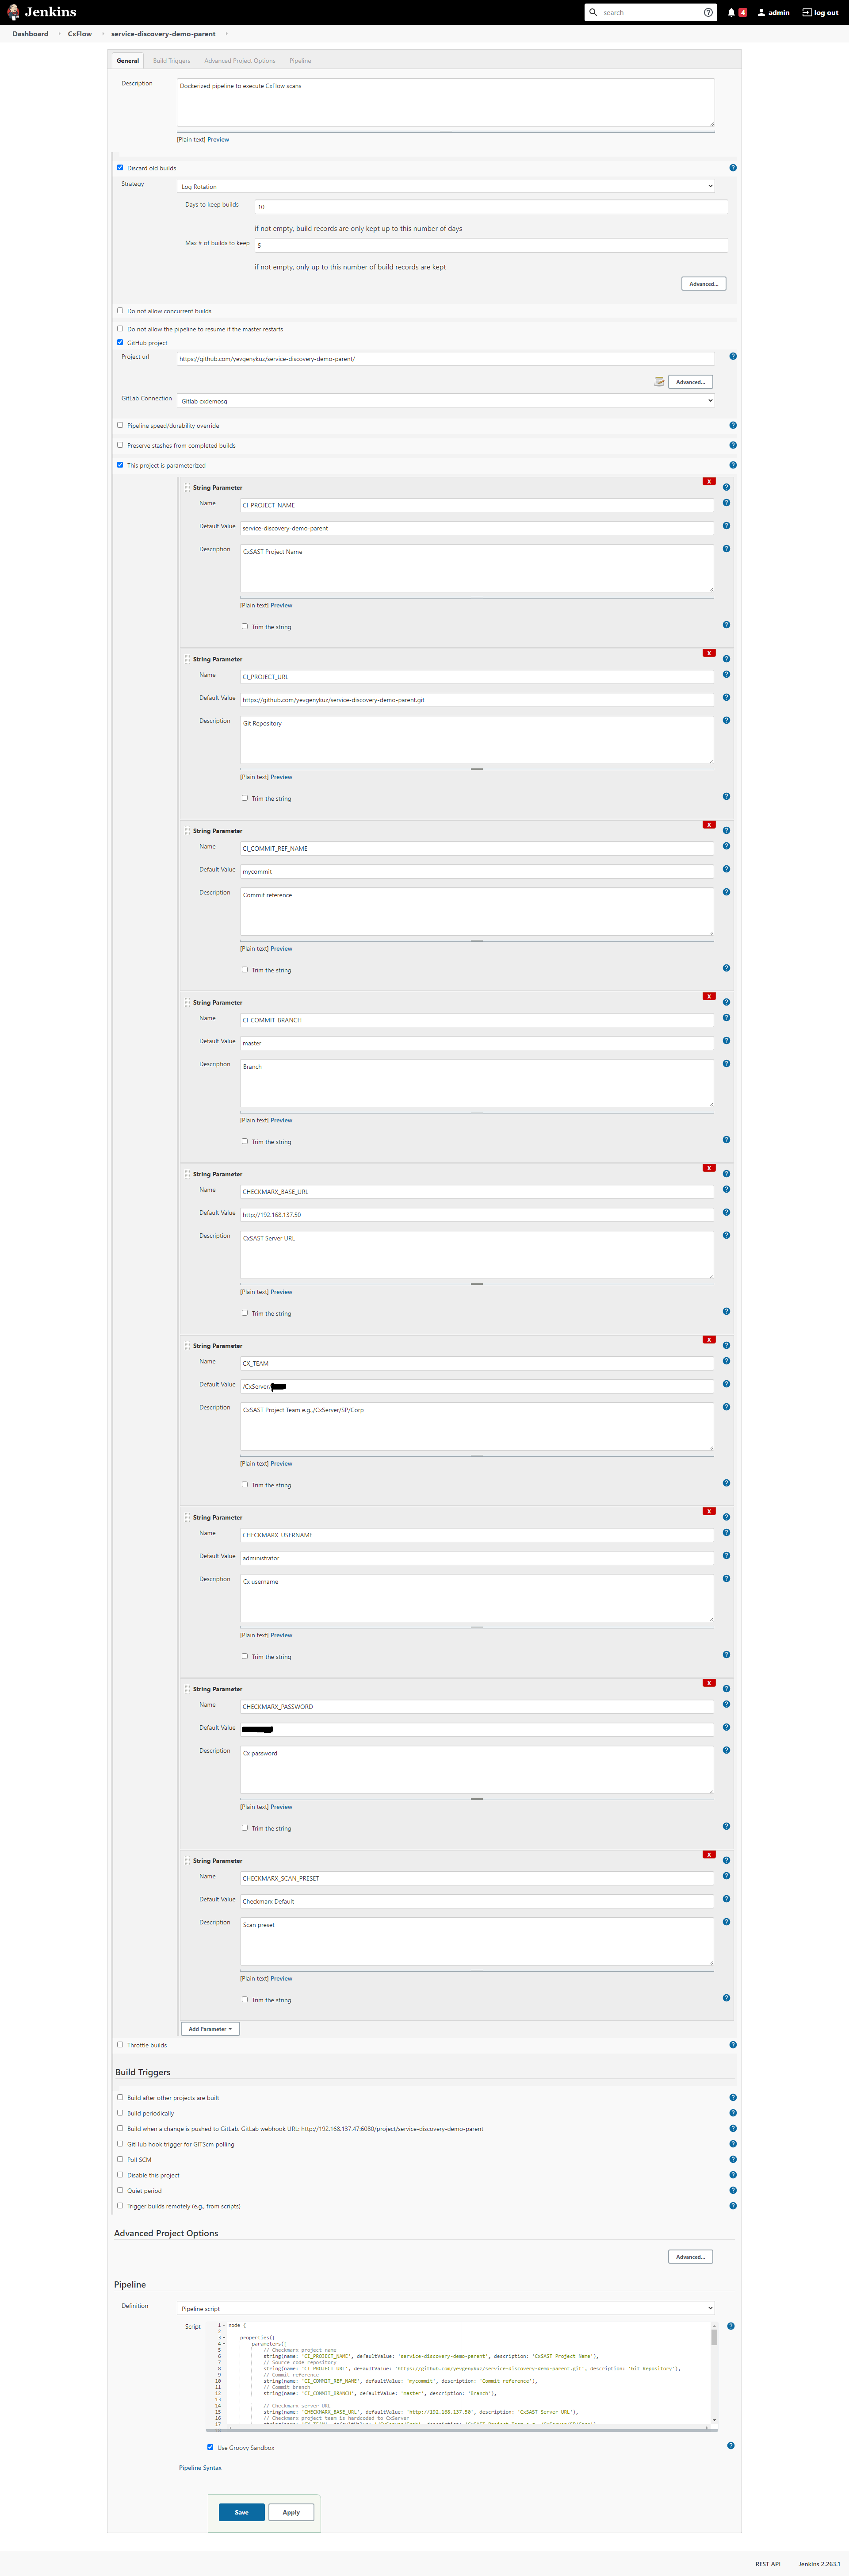 Jenkins
search
4
admin
log out
Dashboard
CxFlow
service-discovery-demo-parent
General
Build Triggers
Advanced Project Options
Pipeline
Description
Dockerized pipeline to execute CxFlow scans
[Plain text] Preview
Discard old builds
Strategy
Log Rotation
Days to keep builds
10
if not empty, build records are only kept up to this number of days
Max # of builds to keep
5
if not empty, only up to this number of build records are kept
Advanced...
Do not allow concurrent builds
Do not allow the pipeline to resume if the master restarts
GitHub project
Project url
https://github.com/yevgenykuz/service-discovery-demo-parent/
Advanced...
GitLab Connection
Gitlab cxdemosg
Pipeline speed/durability override
Preserve stashes from completed builds
This project is parameterized
X
String Parameter
Name
CI_PROJECT_NAME
Default Value
service-discovery-demo-parent
Description
CxSAST Project Name
[Plain text] Preview
Trim the string
X
String Parameter
Name
CI_PROJECT_URL
Default Value
https://github.com/yevgenykuz/service-discovery-demo-parent.git
Description
Git Repository
[Plain text] Preview
Trim the string
X
String Parameter
Name
CI_COMMIT_REF_NAME
Default Value
mycommit
Description
Commit reference
[Plain text] Preview
Trim the string
X
String Parameter
Name
CI_COMMIT_BRANCH
Default Value
master
Description
Branch
[Plain text] Preview
Trim the string
X
String Parameter
Name
CHECKMARX_BASE_URL
Default Value
http://192.168.137.50
Description
CxSAST Server URL
[Plain text] Preview
Trim the string
X
String Parameter
Name
CX_TEAM
Default Value
/CxServer/
Description
CxSAST Project Team e.g.,/CxServer/SP/Corp
[Plain text] Preview
Trim the string
X
String Parameter
Name
CHECKMARX_USERNAME
Default Value
administrator
Description
Cx username
[Plain text] Preview
Trim the string
X
String Parameter
Name
CHECKMARX_PASSWORD
Default Value
Description
Cx password
[Plain text] Preview
Trim the string
X
String Parameter
Name
CHECKMARX_SCAN_PRESET
Default Value
Checkmarx Default
Description
Scan preset
[Plain text] Preview
Trim the string
Add Parameter
Throttle builds
Build Triggers
Build after other projects are built
Build periodically
Build when a change is pushed to GitLab. GitLab webhook URL: http://192.168.137.47:6080/project/service-discovery-demo-parent
GitHub hook trigger for GITScm polling
Poll SCM
Disable this project
Quiet period
Trigger builds remotely (e.g., from scripts)
Advanced Project Options
Advanced...
Pipeline
Definition
Pipeline script
Script
1 node {
2
3 properties([
4 parameters([
5 // Checkmarx project name
6 string(name: 'CI_PROJECT_NAME', defaultValue: 'service-discovery-demo-parent', description: 'CxSAST Project Name'),
7 // Source code repository
8 string(name: 'CI_PROJECT_URL', defaultValue: 'https://github.com/yevgenykuz/service-discovery-demo-parent.git', description: 'Git Repository'),
9 // Commit reference
10 string(name: 'CI_COMMIT_REF_NAME', defaultValue: 'mycommit', description: 'Commit reference'),
11 // Commit branch
12 string(name: 'CI_COMMIT_BRANCH', defaultValue: 'master', description: 'Branch'),
13
14 // Checkmarx server URL
15 string(name: 'CHECKMARX_BASE_URL', defaultValue: 'http://192.168.137.50', description: 'CxSAST Server URL'),
16 // Checkmarx project team is hardcoded to CxServer
17
Use Groovy Sandbox
Pipeline Syntax
Save
Apply
REST API
Jenkins 2.263.1